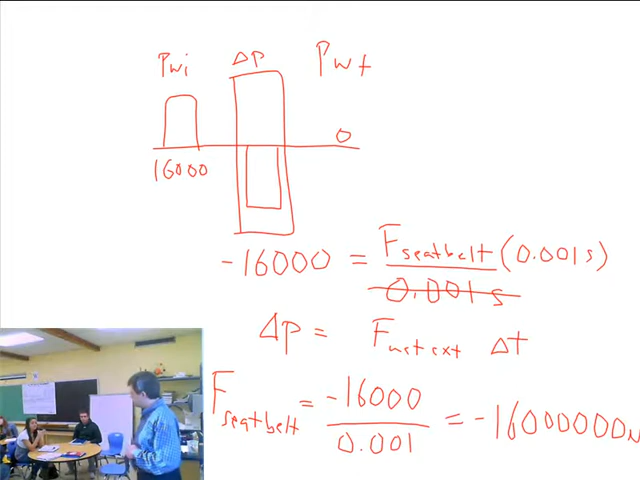 Pwi Δp Pwf
0
16000
-16000 = Fseatbelt (0.001s)
0.001s
Δp = Fnet ext Δt
Fseatbelt = -16000 / 0.001 = -16000000N